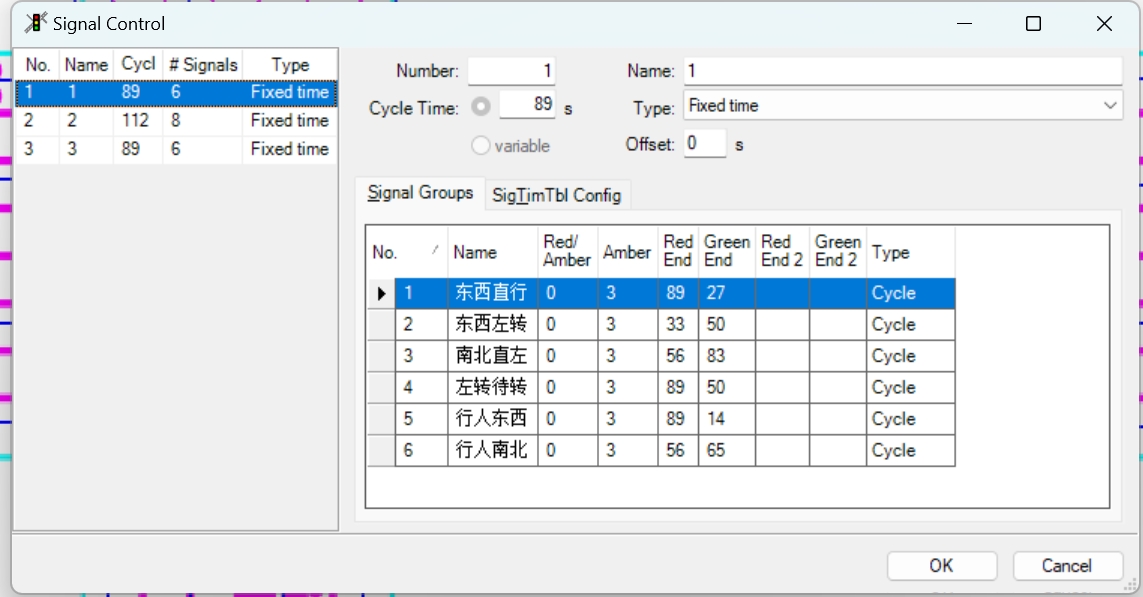 Signal Control
No. Name Cycl # Signals Type
1 1 89 6 Fixed time
2 2 112 8 Fixed time
3 3 89 6 Fixed time
Number: 1 Name: 1
Cycle Time: 89 s Type: Fixed time
variable Offset: 0 s
Signal Groups SigTimTbl Config
No. Name Red/ Amber Amber Red End Green End Red End 2 Green End 2 Type
1 东西直行 0 3 89 27 Cycle
2 东西左转 0 3 33 50 Cycle
3 南北直左 0 3 56 83 Cycle
4 左转待转 0 3 89 50 Cycle
5 行人东西 0 3 89 14 Cycle
6 行人南北 0 3 56 65 Cycle
OK Cancel